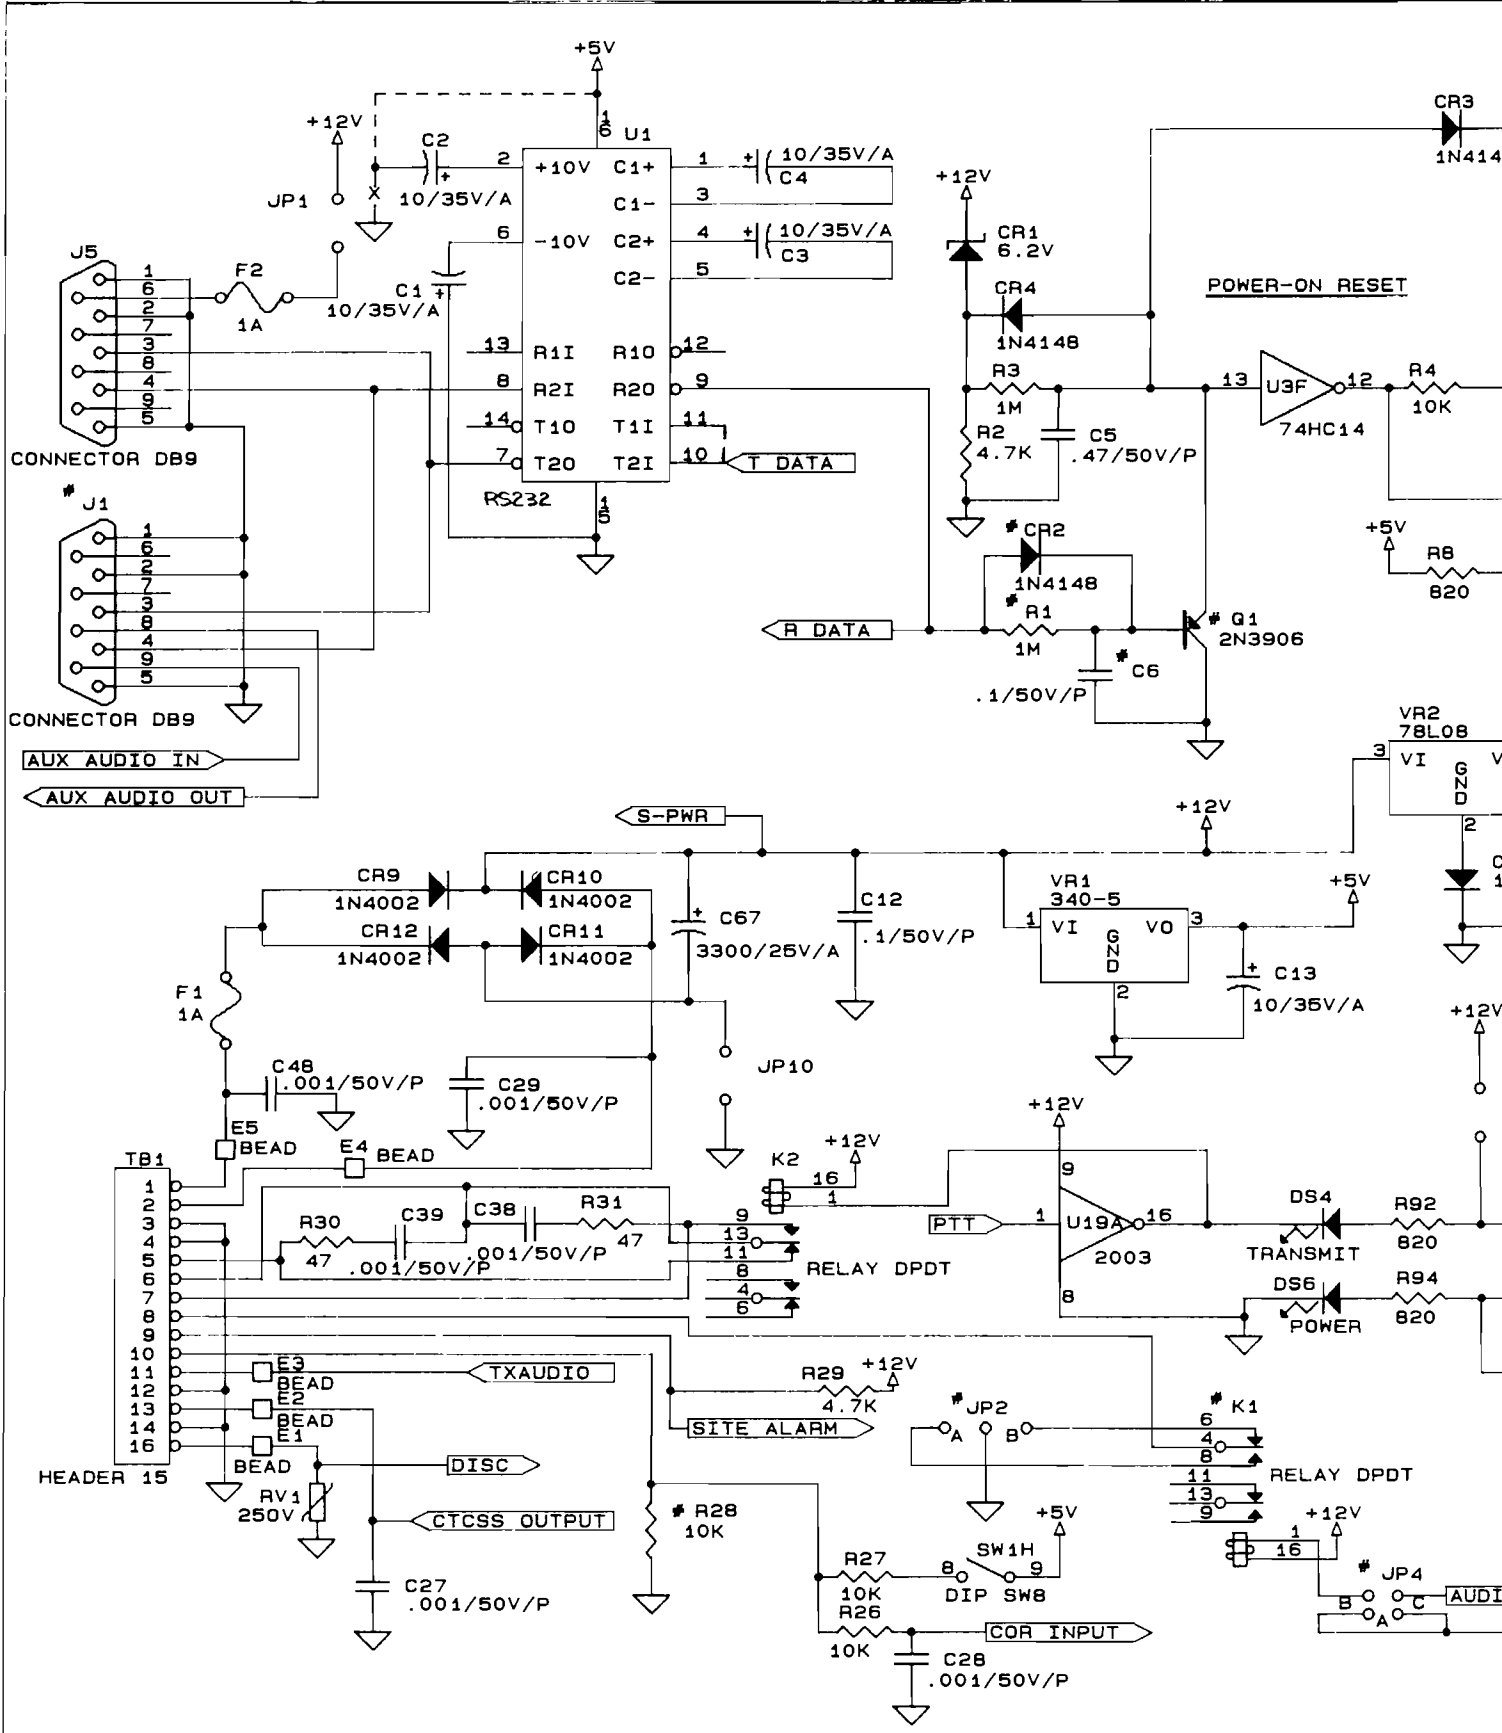 +5V
+12V
JP1
C2
10/35V/A
16
U1
2
+10V
C1+
1
10/35V/A
C4
C1-
3
6
-10V
C2+
4
10/35V/A
C3
C2-
5
C1
10/35V/A
13
R1I
R1O
12
8
R2I
R2O
9
14
T1O
T1I
11
7
T2O
T2I
10
T DATA
RS232
15
J5
1
6
2
7
3
8
4
9
5
F2
1A
CONNECTOR DB9
# J1
1
6
2
7
3
8
4
9
5
CONNECTOR DB9
AUX AUDIO IN
AUX AUDIO OUT
CR3
1N414
+12V
CR1
6.2V
CR4
1N4148
POWER-ON RESET
R3
1M
R2
4.7K
C5
.47/50V/P
13
U3F
12
74HC14
R4
10K
+5V
R8
820
# CR2
1N4148
R DATA
# R1
1M
# C6
.1/50V/P
# Q1
2N3906
VR2
78L08
3
VI
V
GND
2
C
1
S-PWR
+12V
CR9
1N4002
CR10
1N4002
CR12
1N4002
CR11
1N4002
C67
3300/25V/A
C12
.1/50V/P
VR1
340-5
1
VI
VO
3
GND
2
+5V
C13
10/35V/A
+12V
F1
1A
C48
.001/50V/P
C29
.001/50V/P
JP10
E5
BEAD
E4
BEAD
TB1
1
2
3
4
5
6
7
8
9
10
11
12
13
14
16
HEADER 15
R30
47
C39
.001/50V/P
C38
.001/50V/P
R31
47
K2
+12V
16
1
9
13
11
8
4
6
RELAY DPDT
+12V
9
PTT
1
U19A
16
2003
8
DS4
TRANSMIT
R92
820
DS6
POWER
R94
820
E3
BEAD
TXAUDIO
E2
BEAD
E1
BEAD
DISC
RV1
250V
CTCSS OUTPUT
C27
.001/50V/P
R29
4.7K
+12V
SITE ALARM
# R28
10K
# JP2
A
B
# K1
6
4
8
11
13
9
RELAY DPDT
1
16
+12V
+5V
SW1H
8
9
DIP SW8
R27
10K
R26
10K
COR INPUT
C28
.001/50V/P
# JP4
B
C
A
AUDI